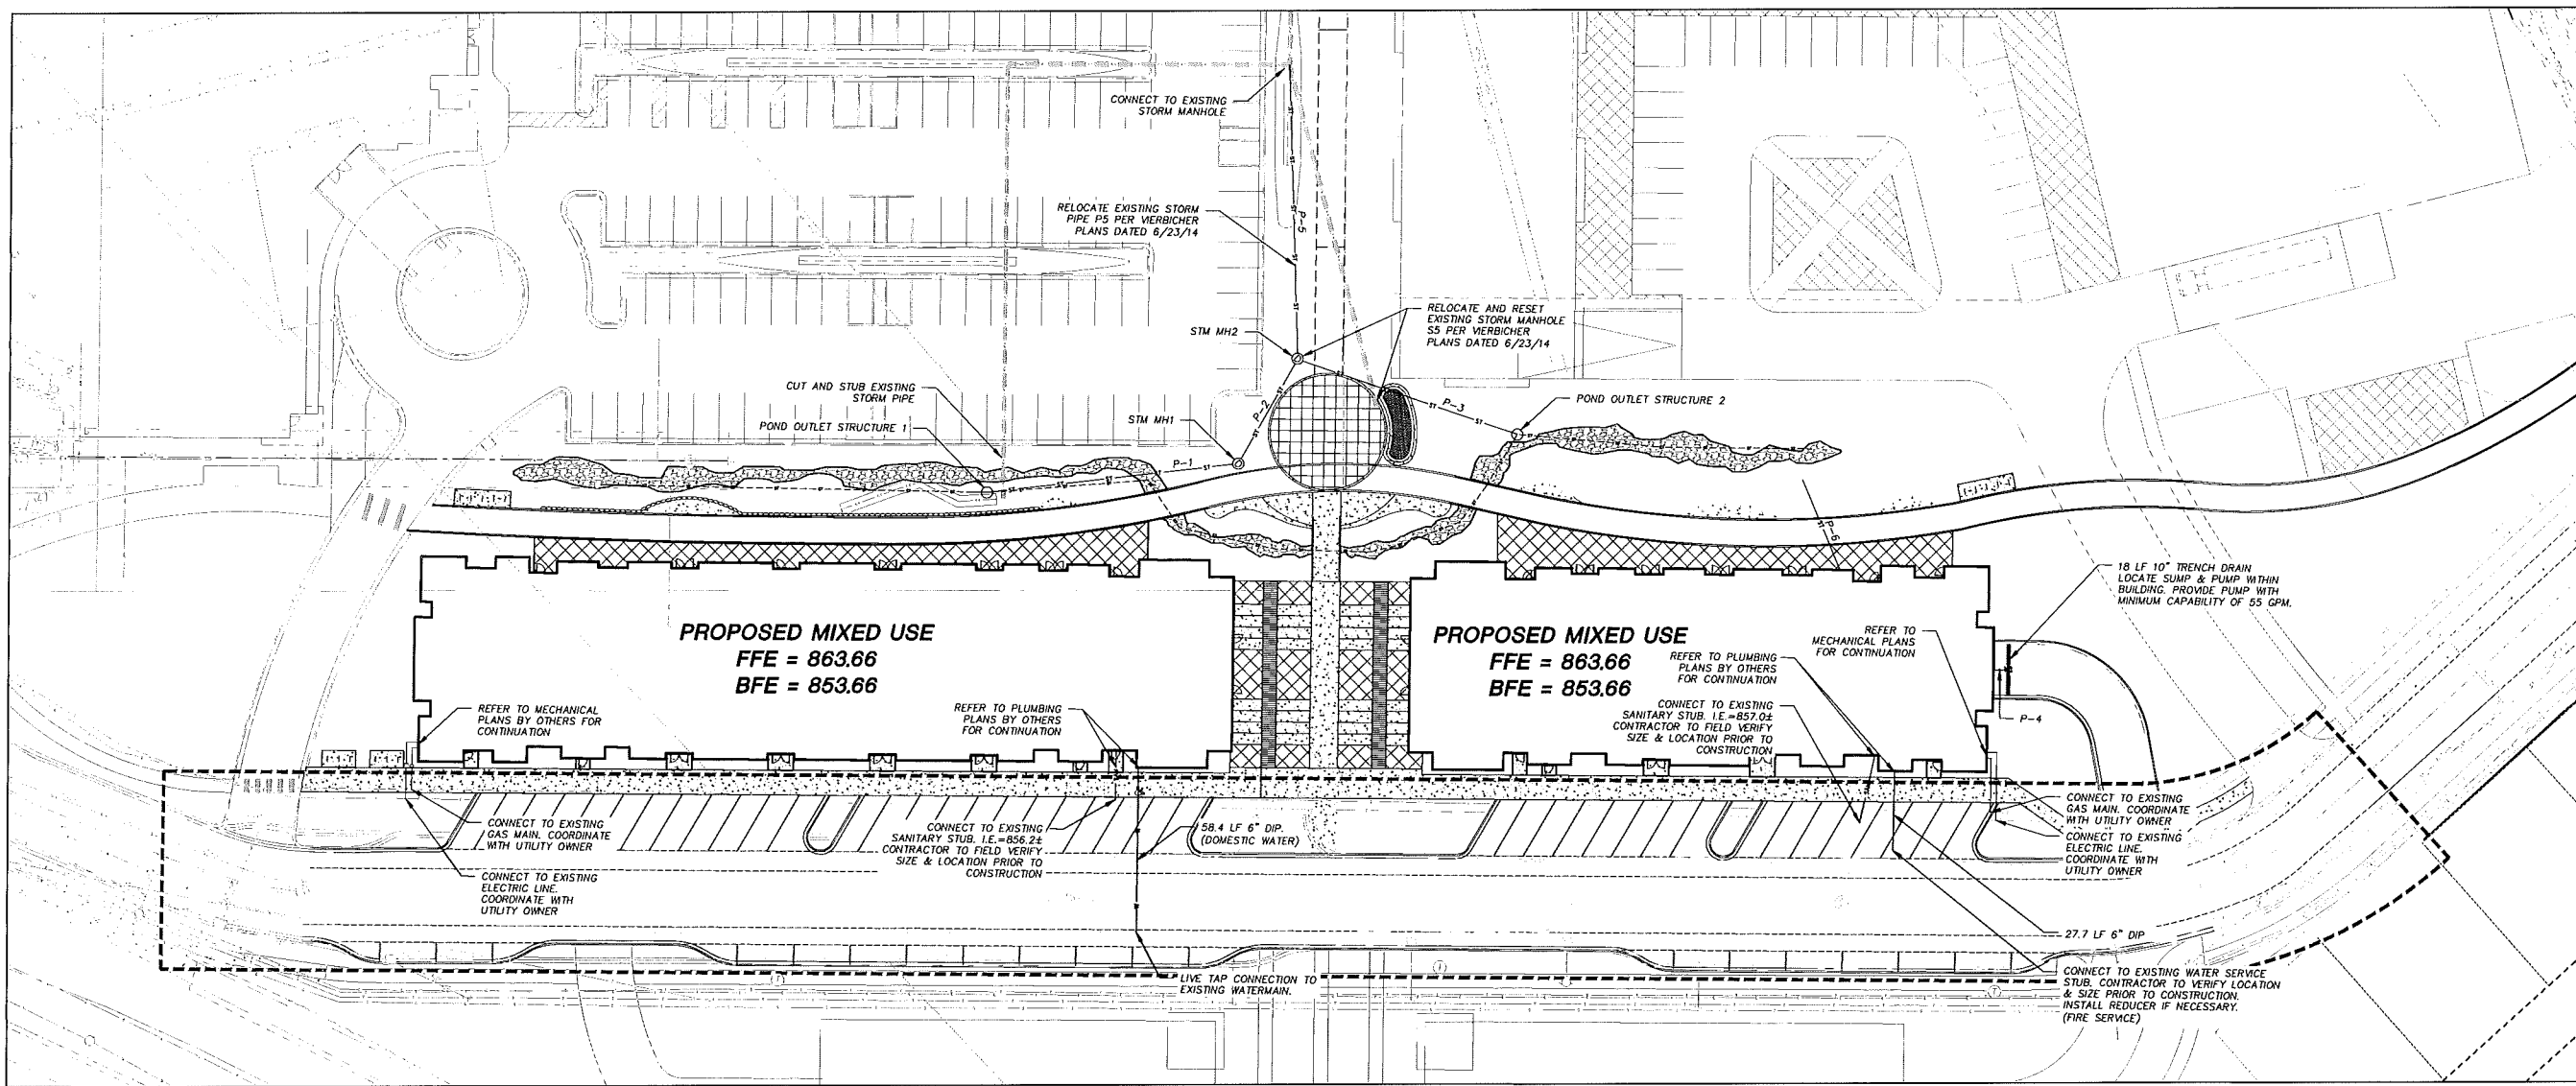 CONNECT TO EXISTING
STORM MANHOLE
RELOCATE EXISTING STORM
PIPE P5 PER VIERBICHER
PLANS DATED 6/23/14
P-5
ST
STM MH2
RELOCATE AND RESET
EXISTING STORM MANHOLE
S5 PER VIERBICHER
PLANS DATED 6/23/14
CUT AND STUB EXISTING
STORM PIPE
POND OUTLET STRUCTURE 1
STM MH1
P-2
P-3
POND OUTLET STRUCTURE 2
P-1
P-6
18 LF 10" TRENCH DRAIN
LOCATE SUMP & PUMP WITHIN
BUILDING. PROVIDE PUMP WITH
MINIMUM CAPABILITY OF 55 GPM.
PROPOSED MIXED USE
FFE = 863.66
BFE = 853.66
PROPOSED MIXED USE
FFE = 863.66
BFE = 853.66
REFER TO
MECHANICAL PLANS
FOR CONTINUATION
REFER TO PLUMBING
PLANS BY OTHERS
FOR CONTINUATION
REFER TO MECHANICAL
PLANS BY OTHERS FOR
CONTINUATION
REFER TO PLUMBING
PLANS BY OTHERS
FOR CONTINUATION
CONNECT TO EXISTING
SANITARY STUB. I.E.=857.0±
CONTRACTOR TO FIELD VERIFY
SIZE & LOCATION PRIOR TO
CONSTRUCTION
P-4
CONNECT TO EXISTING
GAS MAIN. COORDINATE
WITH UTILITY OWNER
CONNECT TO EXISTING
SANITARY STUB. I.E.=856.2±
CONTRACTOR TO FIELD VERIFY
SIZE & LOCATION PRIOR TO
CONSTRUCTION
58.4 LF 6" DIP.
(DOMESTIC WATER)
CONNECT TO EXISTING
GAS MAIN. COORDINATE
WITH UTILITY OWNER
CONNECT TO EXISTING
ELECTRIC LINE.
COORDINATE WITH
UTILITY OWNER
CONNECT TO EXISTING
ELECTRIC LINE.
COORDINATE WITH
UTILITY OWNER
27.7 LF 6" DIP
LIVE TAP CONNECTION TO
EXISTING WATERMAIN.
CONNECT TO EXISTING WATER SERVICE
STUB. CONTRACTOR TO VERIFY LOCATION
& SIZE PRIOR TO CONSTRUCTION.
INSTALL REDUCER IF NECESSARY.
(FIRE SERVICE)